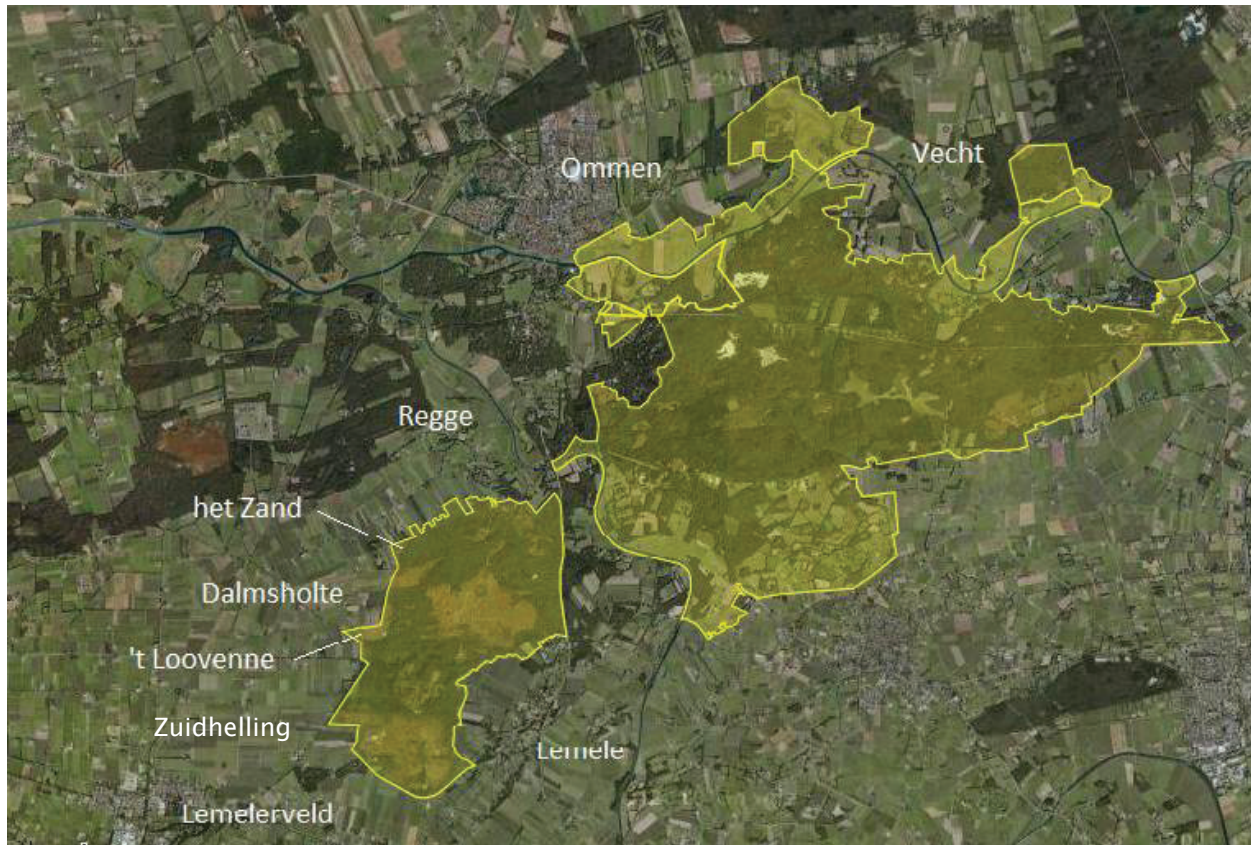 Ommen
Vecht
Regge
het Zand
Dalmsholte
't Loovenne
Zuidhelling
Lemele
Lemelerveld